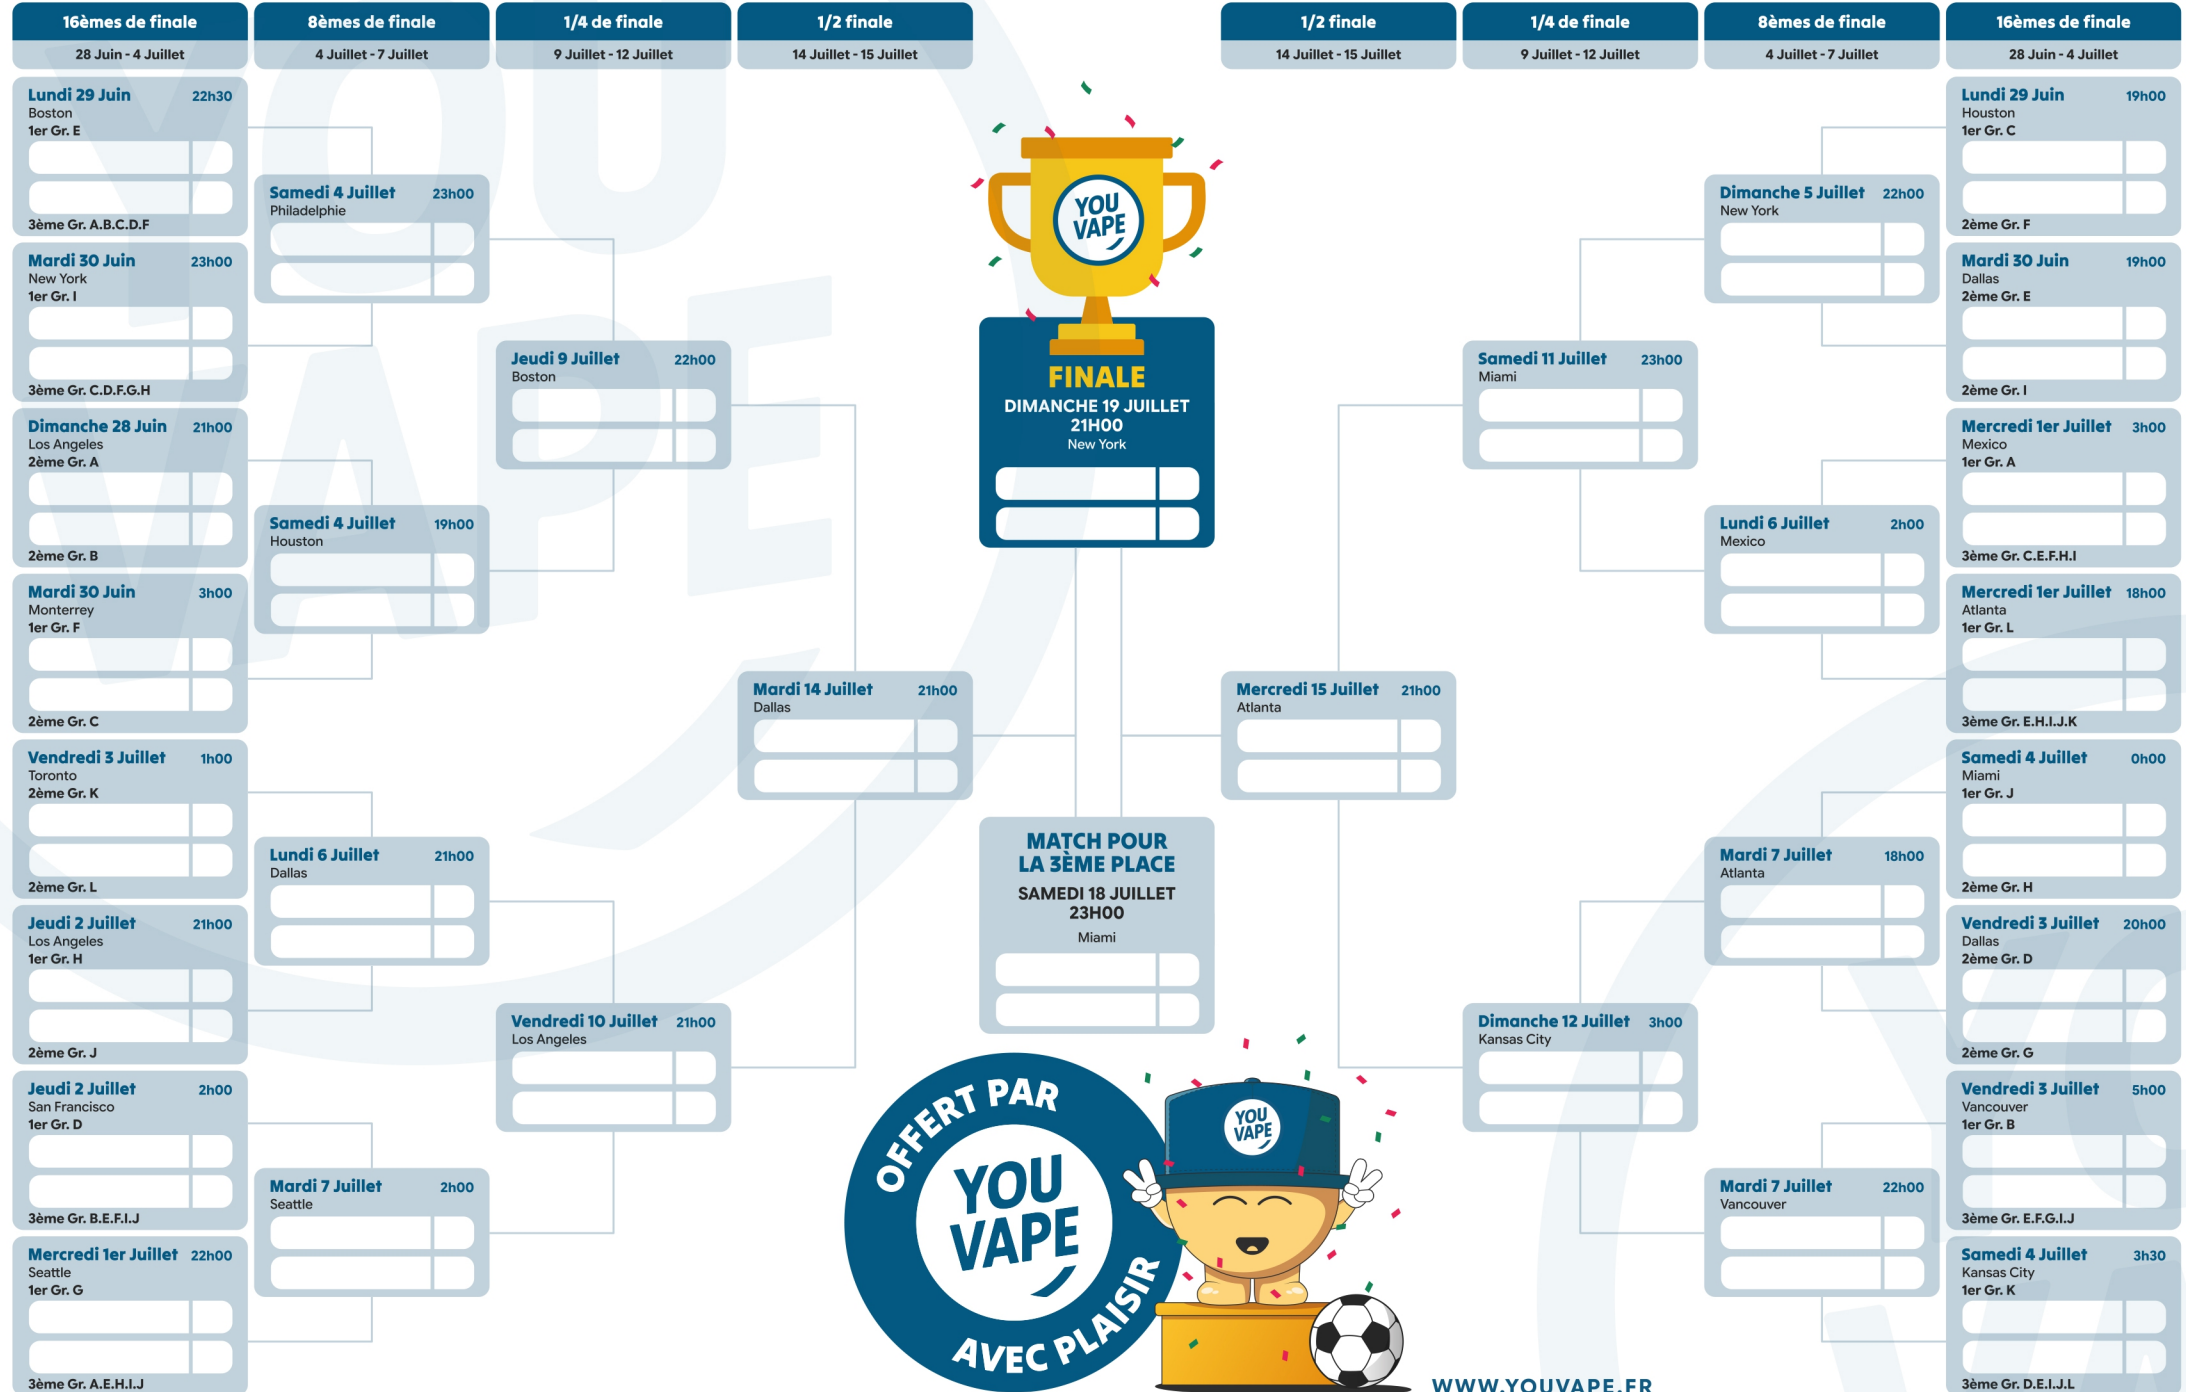 16èmes de finale
28 Juin - 4 Juillet
8èmes de finale
4 Juillet - 7 Juillet
1/4 de finale
9 Juillet - 12 Juillet
1/2 finale
14 Juillet - 15 Juillet
1/2 finale
14 Juillet - 15 Juillet
1/4 de finale
9 Juillet - 12 Juillet
8èmes de finale
4 Juillet - 7 Juillet
16èmes de finale
28 Juin - 4 Juillet
Lundi 29 Juin 22h30
Boston
1er Gr. E
3ème Gr. A.B.C.D.F
Mardi 30 Juin 23h00
New York
1er Gr. I
3ème Gr. C.D.F.G.H
Dimanche 28 Juin 21h00
Los Angeles
2ème Gr. A
2ème Gr. B
Mardi 30 Juin 3h00
Monterrey
1er Gr. F
2ème Gr. C
Vendredi 3 Juillet 1h00
Toronto
2ème Gr. K
2ème Gr. L
Jeudi 2 Juillet 21h00
Los Angeles
1er Gr. H
2ème Gr. J
Jeudi 2 Juillet 2h00
San Francisco
1er Gr. D
3ème Gr. B.E.F.I.J
Mercredi 1er Juillet 22h00
Seattle
1er Gr. G
3ème Gr. A.E.H.I.J
Samedi 4 Juillet 23h00
Philadelphie
Samedi 4 Juillet 19h00
Houston
Lundi 6 Juillet 21h00
Dallas
Mardi 7 Juillet 2h00
Seattle
Jeudi 9 Juillet 22h00
Boston
Vendredi 10 Juillet 21h00
Los Angeles
Mardi 14 Juillet 21h00
Dallas
YOU
VAPE
FINALE
DIMANCHE 19 JUILLET
21H00
New York
MATCH POUR
LA 3ÈME PLACE
SAMEDI 18 JUILLET
23H00
Miami
OFFERT PAR
YOU
VAPE
AVEC PLAISIR
YOU
VAPE
Mercredi 15 Juillet 21h00
Atlanta
Samedi 11 Juillet 23h00
Miami
Dimanche 12 Juillet 3h00
Kansas City
Dimanche 5 Juillet 22h00
New York
Lundi 6 Juillet 2h00
Mexico
Mardi 7 Juillet 18h00
Atlanta
Mardi 7 Juillet 22h00
Vancouver
Lundi 29 Juin 19h00
Houston
1er Gr. C
2ème Gr. F
Mardi 30 Juin 19h00
Dallas
2ème Gr. E
2ème Gr. I
Mercredi 1er Juillet 3h00
Mexico
1er Gr. A
3ème Gr. C.E.F.H.I
Mercredi 1er Juillet 18h00
Atlanta
1er Gr. L
3ème Gr. E.H.I.J.K
Samedi 4 Juillet 0h00
Miami
1er Gr. J
2ème Gr. H
Vendredi 3 Juillet 20h00
Dallas
2ème Gr. D
2ème Gr. G
Vendredi 3 Juillet 5h00
Vancouver
1er Gr. B
3ème Gr. E.F.G.I.J
Samedi 4 Juillet 3h30
Kansas City
1er Gr. K
3ème Gr. D.E.I.J.L
WWW.YOUVAPE.FR
YOU
VAPE